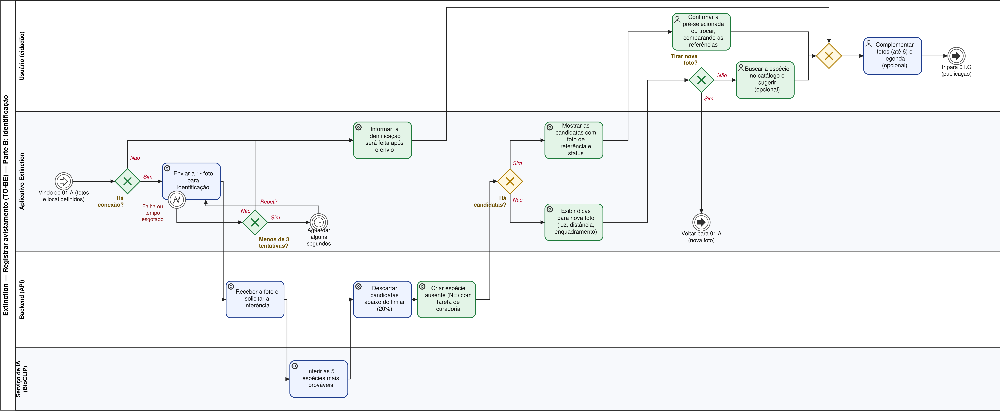 Extinction — Registrar avistamento (TO-BE) — Parte B: identificação
Usuário (cidadão)
Confirmar a
pré-selecionada
ou trocar,
comparando as
referências
Tirar nova
foto?
Não
Sim
Buscar a espécie
no catálogo e
sugerir
(opcional)
Complementar
fotos (até 6) e
legenda
(opcional)
Ir para 01.C
(publicação)
Aplicativo Extinction
Vindo de 01.A (fotos
e local definidos)
Há
conexão?
Não
Sim
Enviar a 1ª foto
para
identificação
Falha ou
tempo
esgotado
Repetir
Não
Sim
Menos de 3
tentativas?
Aguardar
alguns
segundos
Informar: a
identificação
será feita após
o envio
Há
candidatas?
Sim
Não
Mostrar as
candidatas com
foto de
referência e
status
Exibir dicas
para nova foto
(luz, distância,
enquadramento)
Voltar para 01.A
(nova foto)
Backend (API)
Receber a foto e
solicitar a
inferência
Descartar
candidatas
abaixo do limiar
(20%)
Criar espécie
ausente (NE) com
tarefa de
curadoria
Serviço de IA
(BioCLIP)
Inferir as 5
espécies mais
prováveis